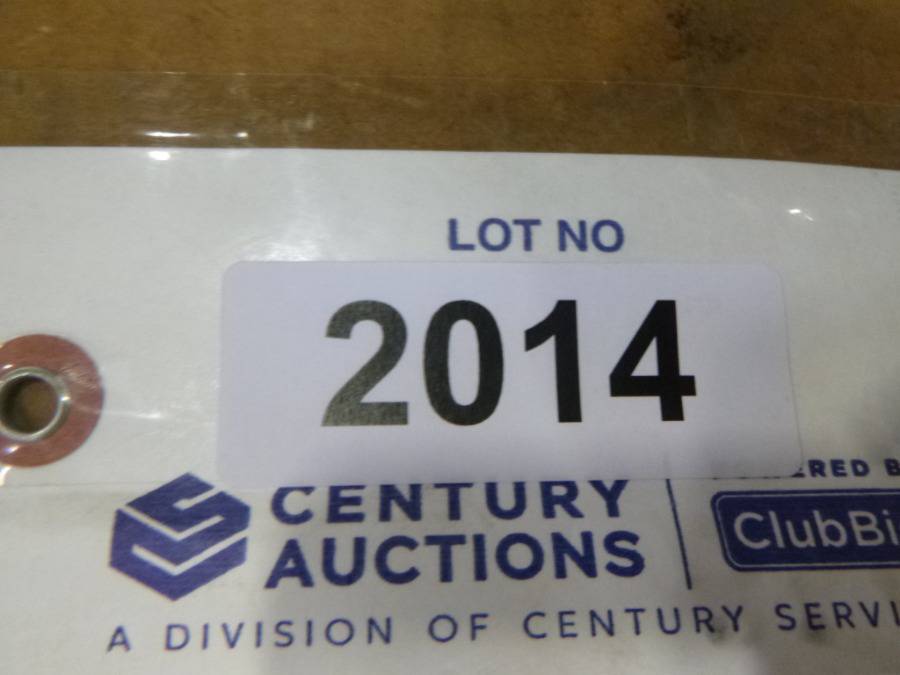 LOT NO
2014
CENTURY
AUCTIONS
A DIVISION OF CENTURY